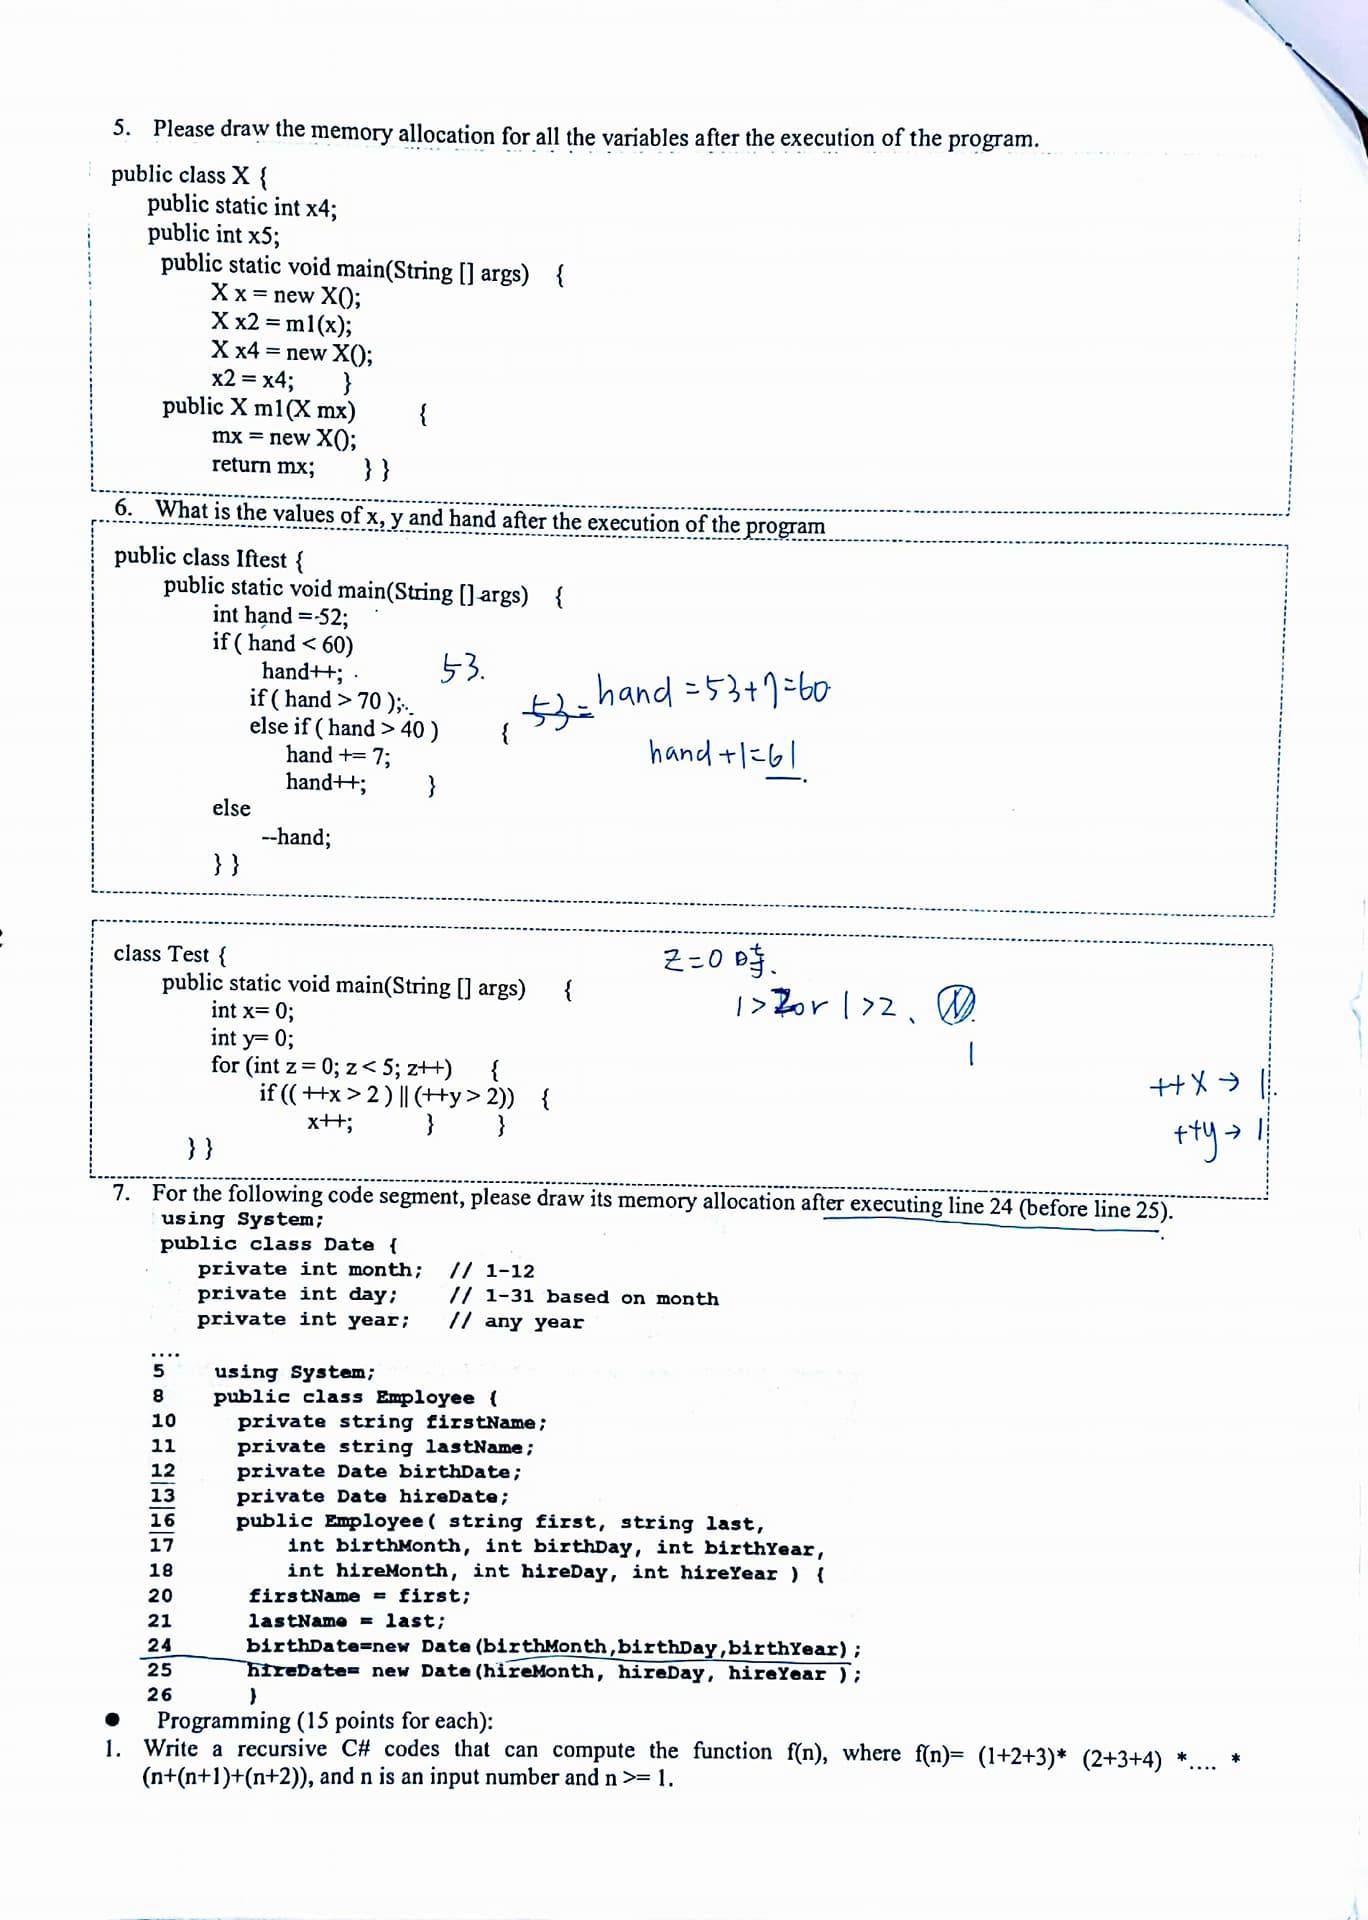 5. Please draw the memory allocation for all the variables after the execution of the program.
public class X {
public static int x4;
public int x5;
public static void main(String [] args) {
X x = new X();
X x2 = m1(x);
X x4 = new X();
x2 = x4; }
public X m1(X mx) {
mx = new X();
return mx; } }
6. What is the values of x, y and hand after the execution of the program
public class Iftest {
public static void main(String [] args) {
int hand = 52;
if ( hand < 60)
hand++; 53.
if ( hand > 70 ); hand = 53+7=60
else if ( hand > 40 ) {
hand += 7; hand+1=61
hand++; }
else
--hand;
} }
class Test { z=0 時.
public static void main(String [] args) {
int x= 0; 1>2 or 1>2、 N.
int y= 0;
for (int z = 0; z < 5; z++) { 1
if (( ++x > 2 ) || (++y > 2)) { ++x → 1
x++; } } ++y → 1
} }
7. For the following code segment, please draw its memory allocation after executing line 24 (before line 25).
using System;
public class Date {
private int month; // 1-12
private int day; // 1-31 based on month
private int year; // any year
....
5 using System;
8 public class Employee {
10 private string firstName;
11 private string lastName;
12 private Date birthDate;
13 private Date hireDate;
16 public Employee( string first, string last,
17 int birthMonth, int birthDay, int birthYear,
18 int hireMonth, int hireDay, int hireYear ) {
20 firstName = first;
21 lastName = last;
24 birthDate=new Date(birthMonth,birthDay,birthYear);
25 hireDate= new Date(hireMonth, hireDay, hireYear );
26 }
● Programming (15 points for each):
1. Write a recursive C# codes that can compute the function f(n), where f(n)= (1+2+3)* (2+3+4) *.... *
(n+(n+1)+(n+2)), and n is an input number and n >= 1.